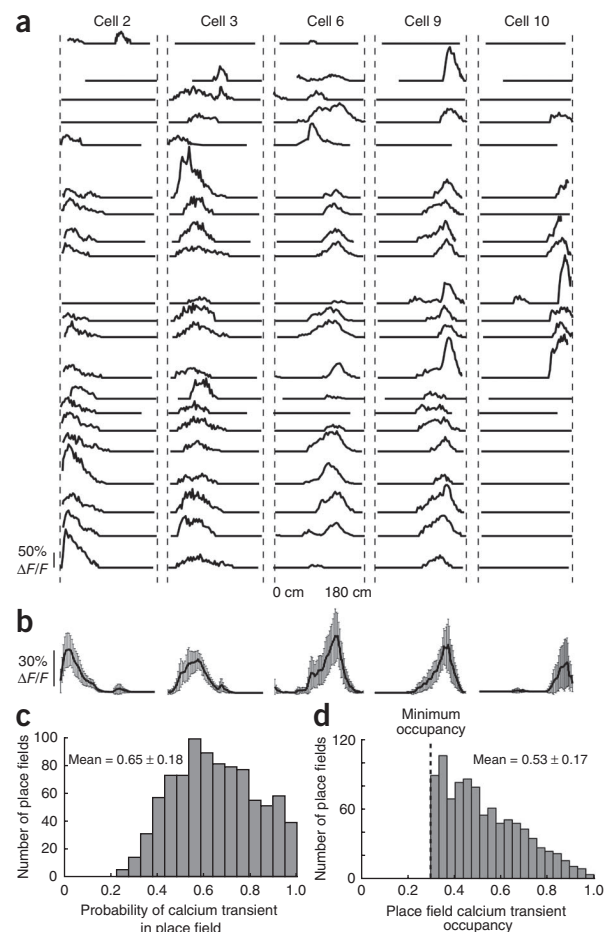 a
Cell 2 Cell 3 Cell 6 Cell 9 Cell 10
50%
ΔF/F
0 cm 180 cm
b
30%
ΔF/F
c
Number of place fields
100
80
60
40
20
0
Mean = 0.65 ± 0.18
0 0.2 0.4 0.6 0.8 1.0
Probability of calcium transient
in place field
d
Minimum
occupancy
Number of place fields
120
60
0
Mean = 0.53 ± 0.17
0 0.2 0.4 0.6 0.8 1.0
Place field calcium transient
occupancy